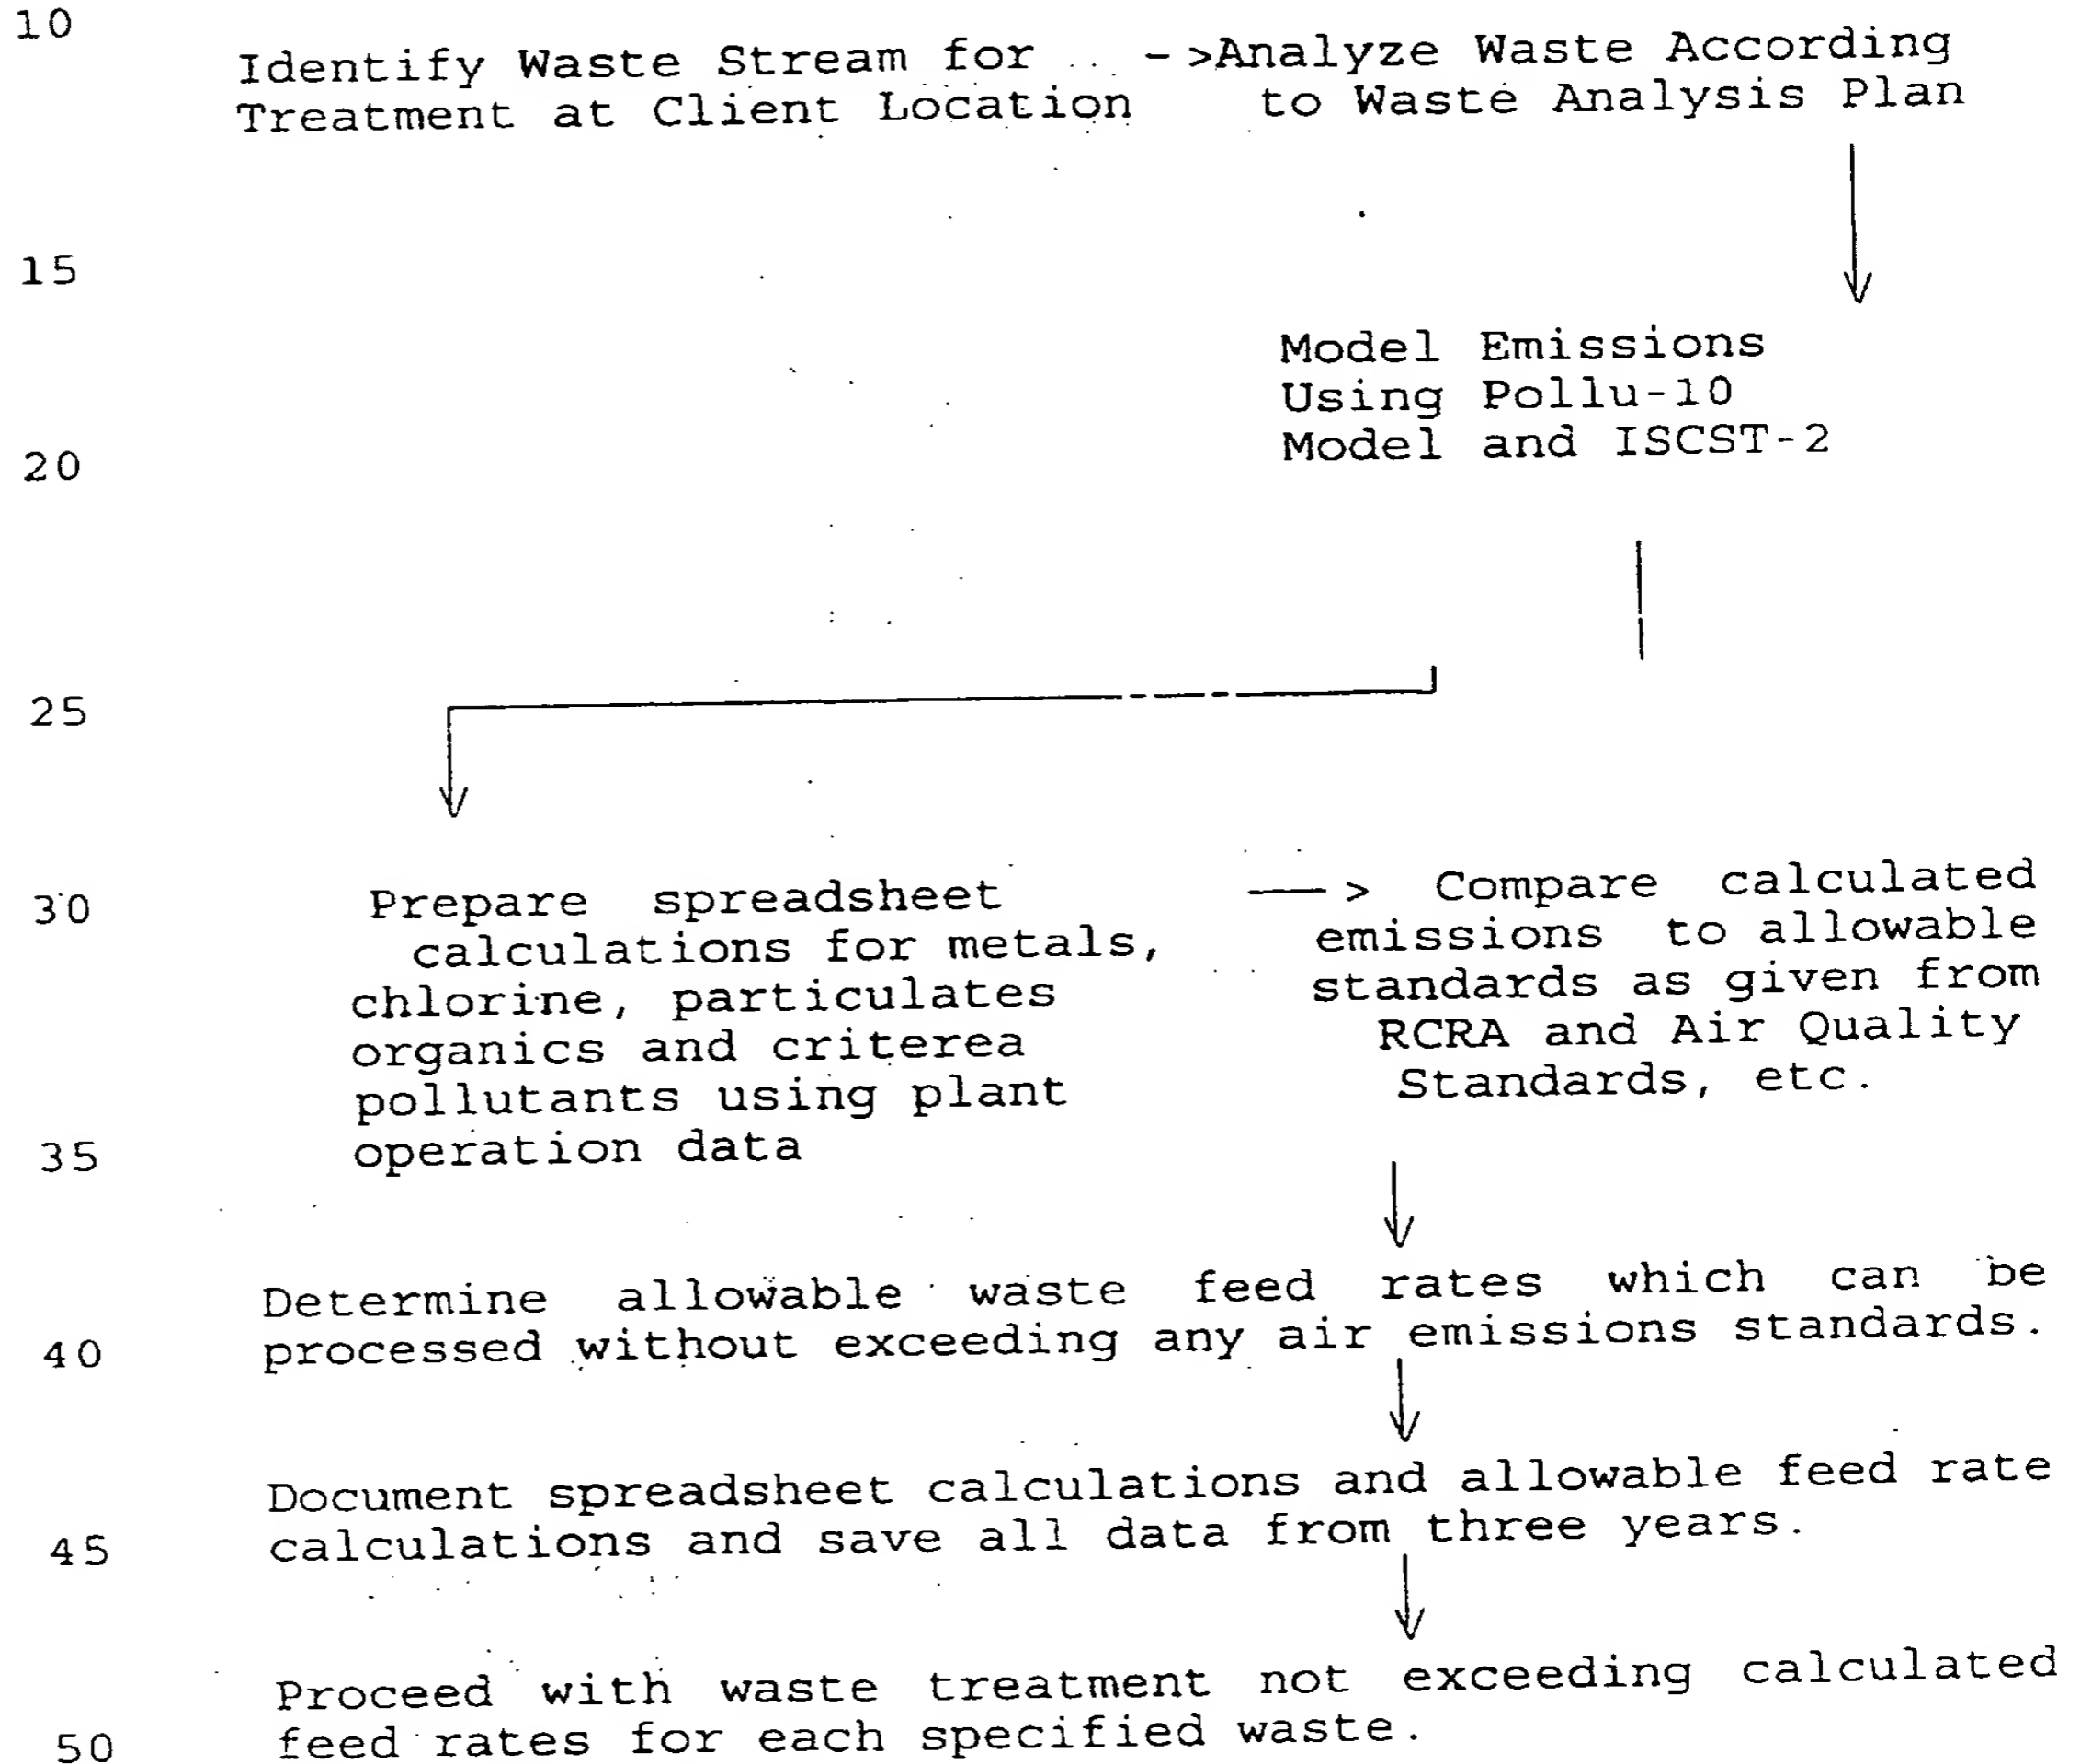 10
Identify Waste Stream for ->Analyze Waste According
Treatment at Client Location to Waste Analysis Plan
15
Model Emissions
Using Pollu-10
Model and ISCST-2
20
25
30 Prepare spreadsheet
calculations for metals,
chlorine, particulates
organics and criterea
pollutants using plant
35 operation data
—> Compare calculated
emissions to allowable
standards as given from
RCRA and Air Quality
Standards, etc.
Determine allowable waste feed rates which can be
40 processed without exceeding any air emissions standards.
Document spreadsheet calculations and allowable feed rate
45 calculations and save all data from three years.
Proceed with waste treatment not exceeding calculated
50 feed rates for each specified waste.